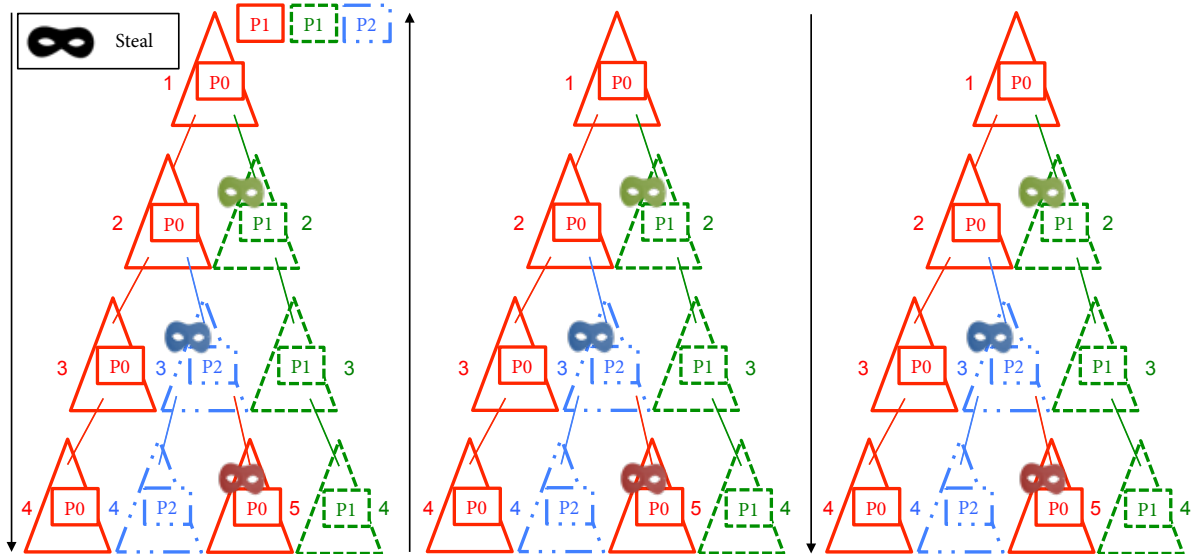 Steal P1 P1 P2
1 P0 1 P0 1 P0
2 P0 P1 2 2 P0 P1 2 2 P0 P1 2
3 P0 3 P2 P1 3 3 P0 3 P2 P1 3 3 P0 3 P2 P1 3
4 P0 4 P2 P0 5 P1 4 4 P0 4 P2 P0 5 P1 4 4 P0 4 P2 P0 5 P1 4